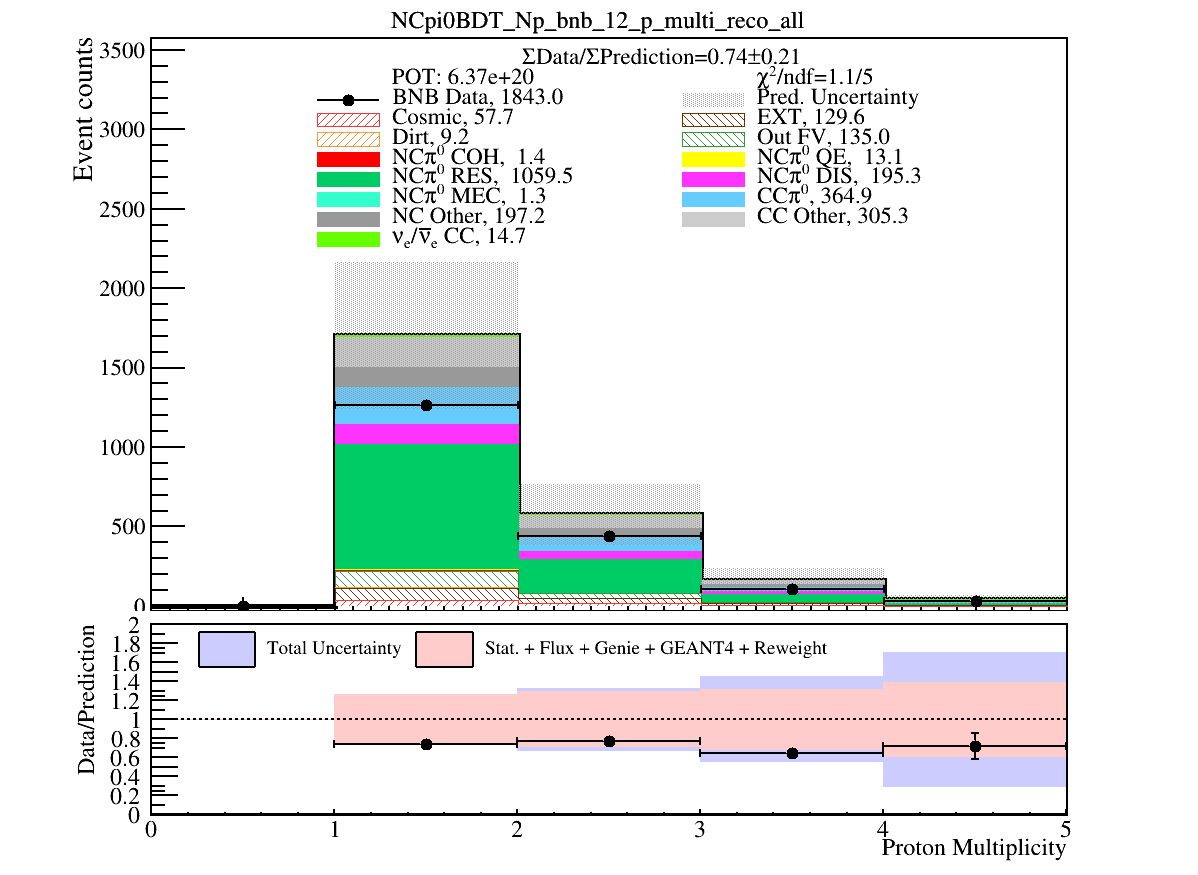 NCpi0BDT_Np_bnb_12_p_multi_reco_all
ΣData/ΣPrediction=0.74±0.21
POT: 6.37e+20 χ²/ndf=1.1/5
BNB Data, 1843.0 Pred. Uncertainty
Cosmic, 57.7 EXT, 129.6
Dirt, 9.2 Out FV, 135.0
NCπ⁰ COH, 1.4 NCπ⁰ QE, 13.1
NCπ⁰ RES, 1059.5 NCπ⁰ DIS, 195.3
NCπ⁰ MEC, 1.3 CCπ⁰, 364.9
NC Other, 197.2 CC Other, 305.3
νₑ/ν̅ₑ CC, 14.7
Event counts
3500
3000
2500
2000
1500
1000
500
0
Total Uncertainty Stat. + Flux + Genie + GEANT4 + Reweight
Data/Prediction
2
1.8
1.6
1.4
1.2
1
0.8
0.6
0.4
0.2
0
0 1 2 3 4 5
Proton Multiplicity